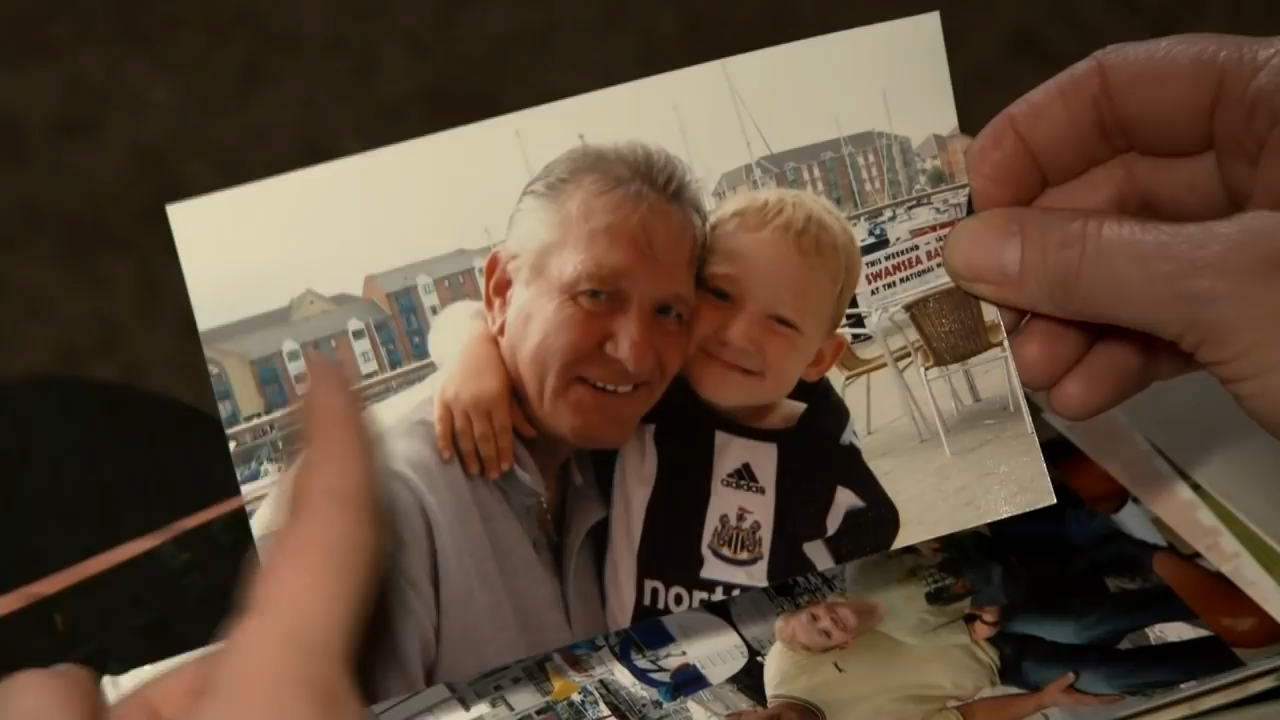 THIS WEEKEND –
SWANSEA BA
AT THE NATIONAL
adidas
north